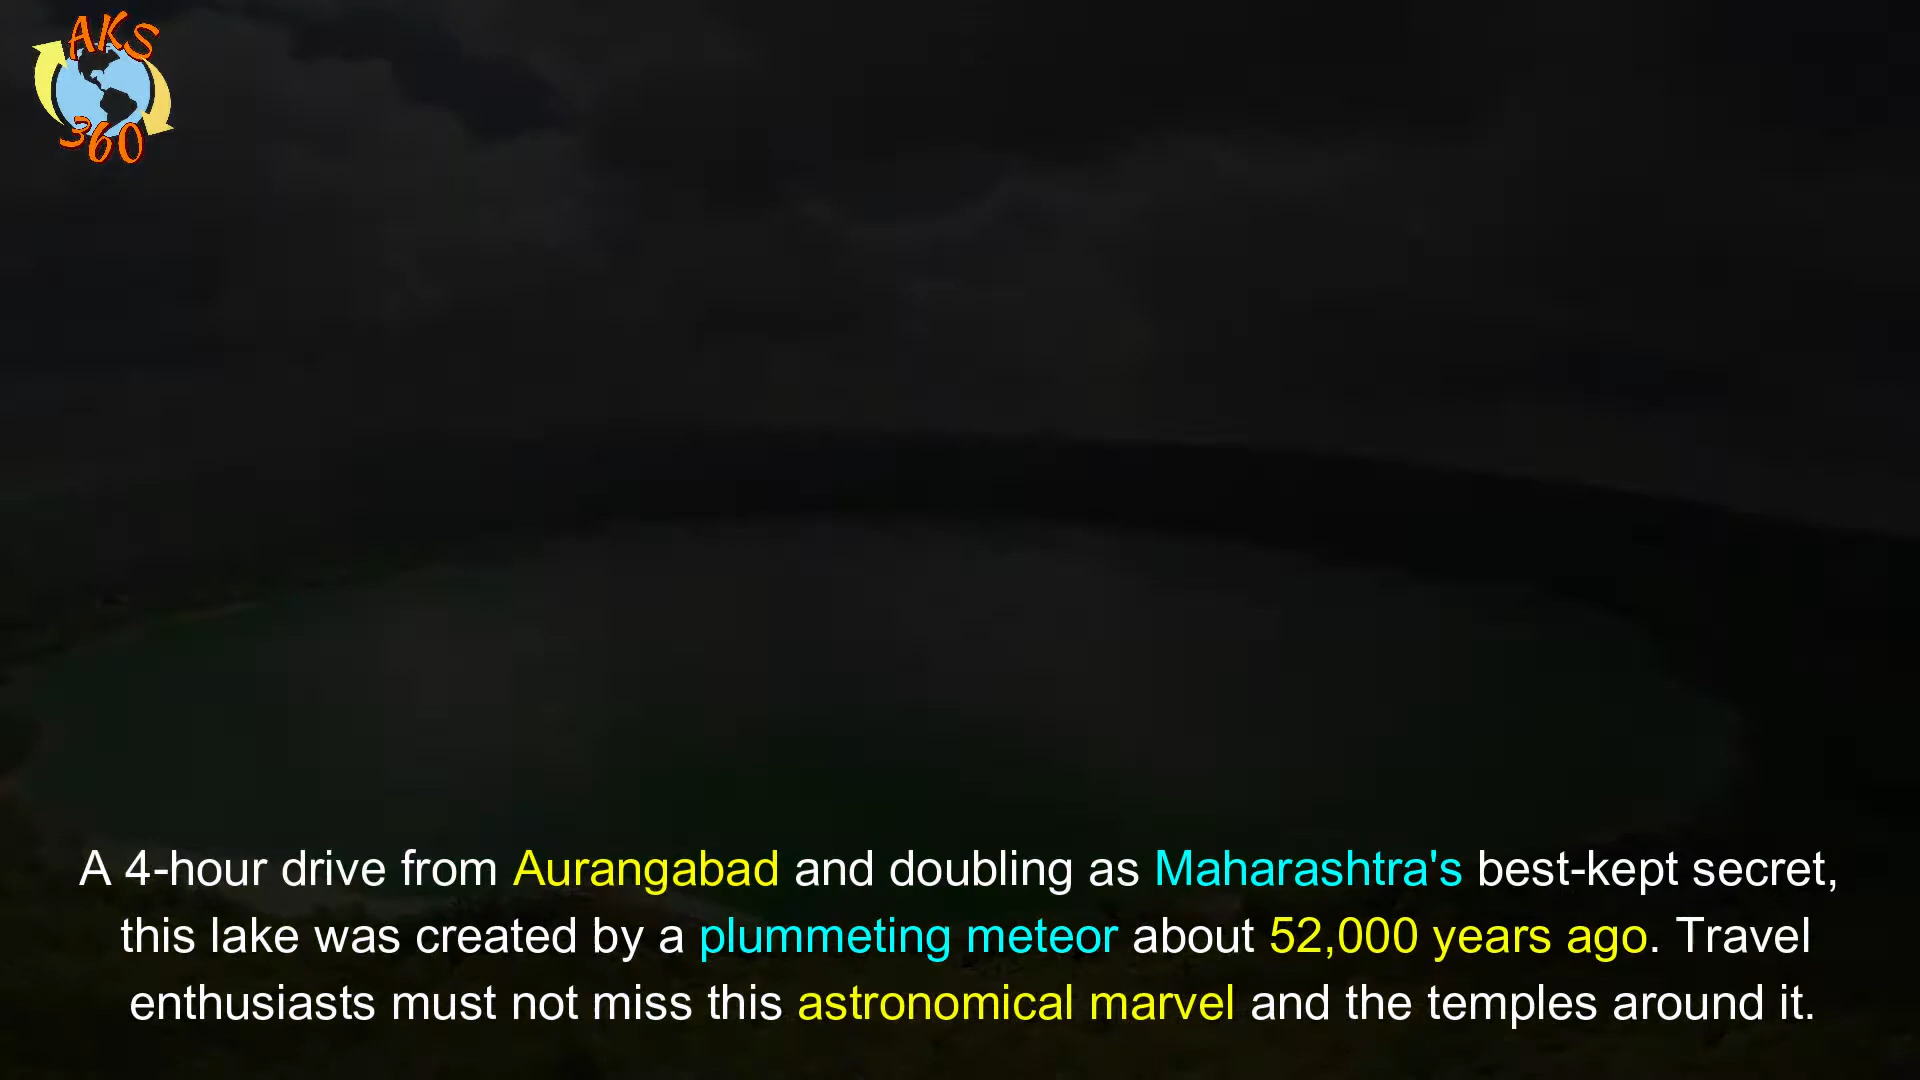 AKS
360
A 4-hour drive from Aurangabad and doubling as Maharashtra's best-kept secret,
this lake was created by a plummeting meteor about 52,000 years ago. Travel
enthusiasts must not miss this astronomical marvel and the temples around it.